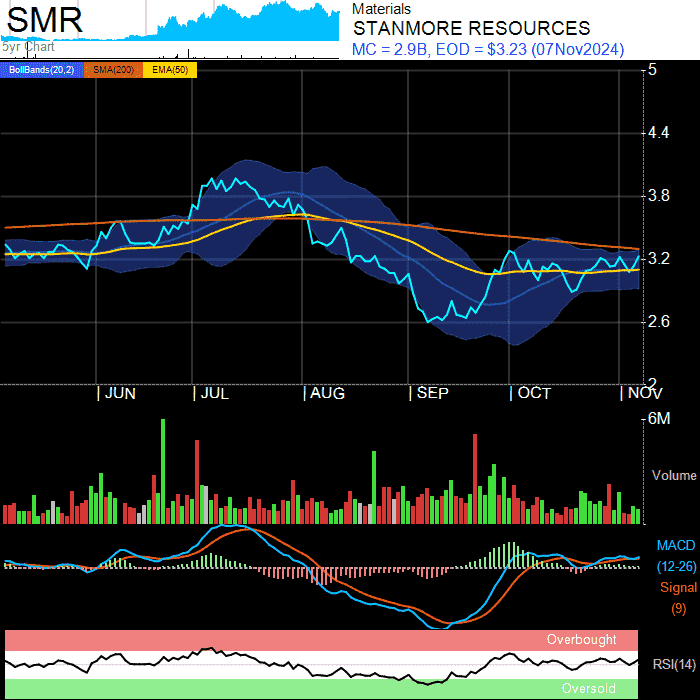 SMR
5yr Chart
Materials
STANMORE RESOURCES
MC = 2.9B, EOD = $3.23 (07Nov2024)
BollBands(20,2) SMA(200) EMA(50)
5
4.4
3.8
3.2
2.6
2
JUN JUL AUG SEP OCT NOV
6M
Volume
MACD
(12-26)
Signal
(9)
Overbought
RSI(14)
Oversold